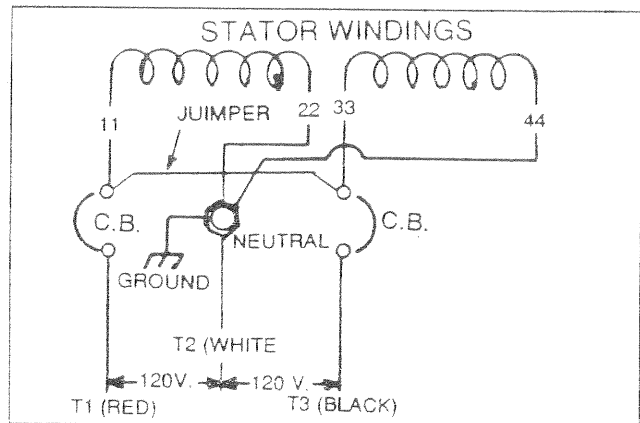 STATOR WINDINGS
11
JUIMPER
22
33
44
C.B.
NEUTRAL
C.B.
GROUND
T2 (WHITE
120V.
120 V.
T1 (RED)
T3 (BLACK)